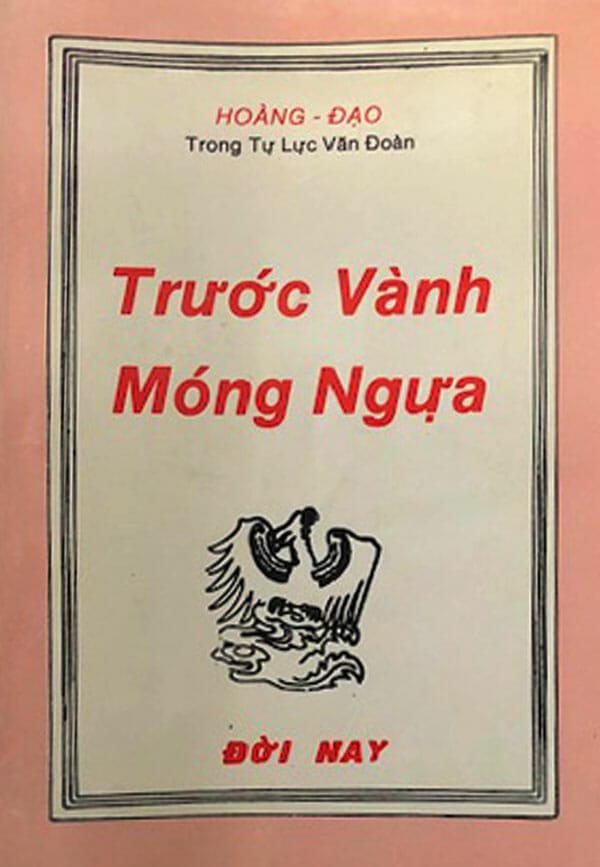 HOÀNG - ĐẠO
Trong Tự Lực Văn Đoàn
Trước Vành
Móng Ngựa
ĐỜI NAY